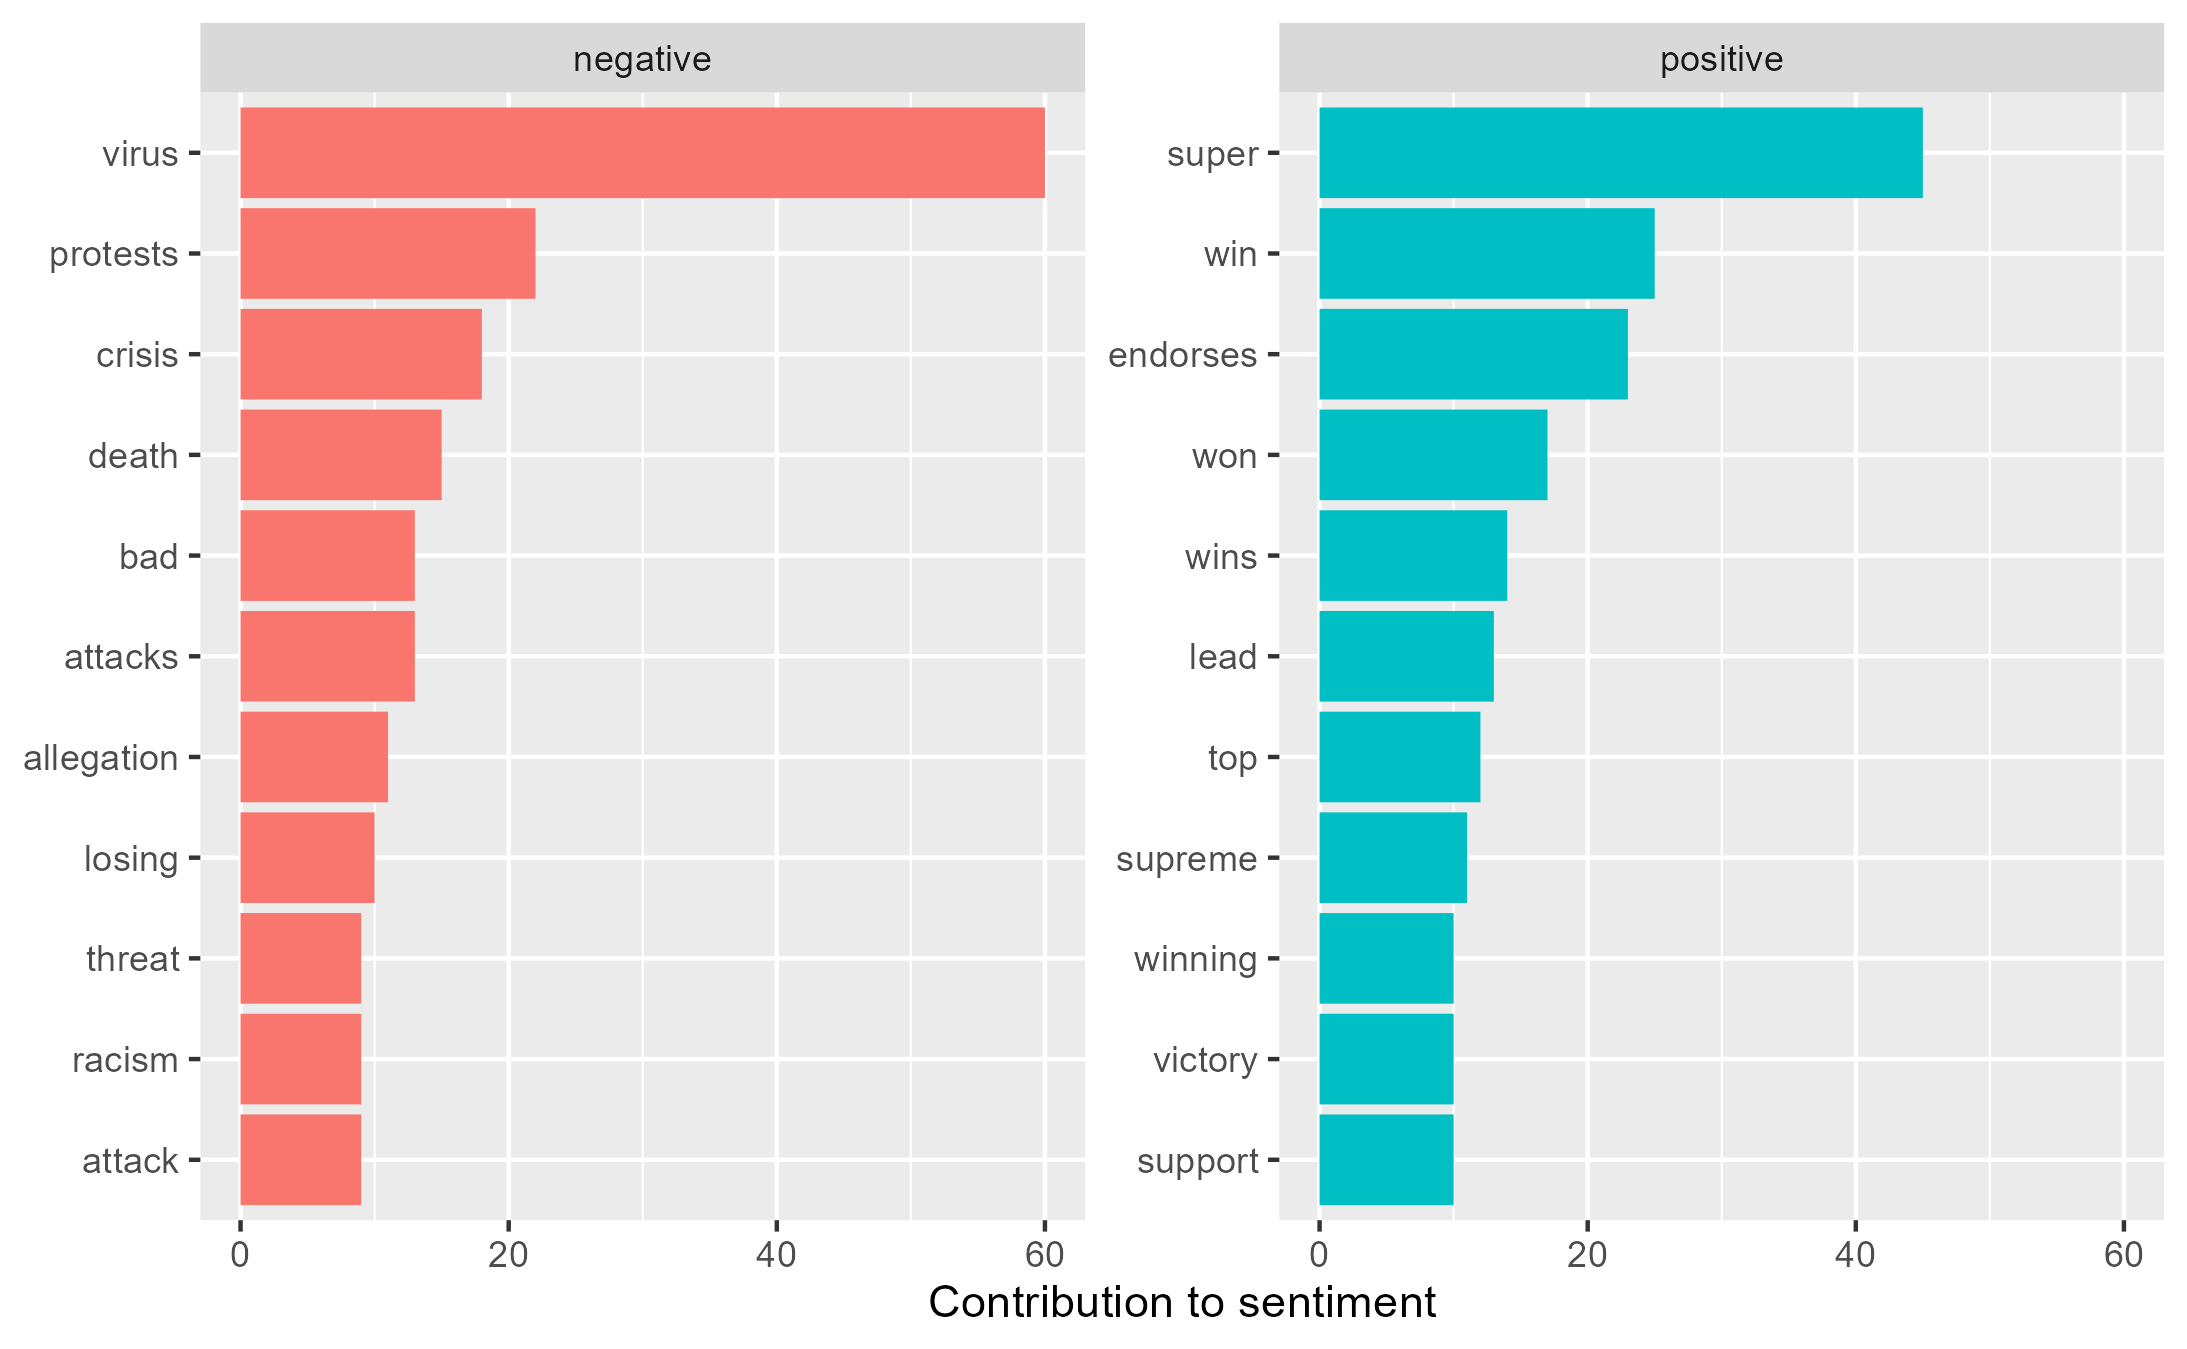 negative
virus
protests
crisis
death
bad
attacks
allegation
losing
threat
racism
attack
0 20 40 60
positive
super
win
endorses
won
wins
lead
top
supreme
winning
victory
support
0 20 40 60
Contribution to sentiment